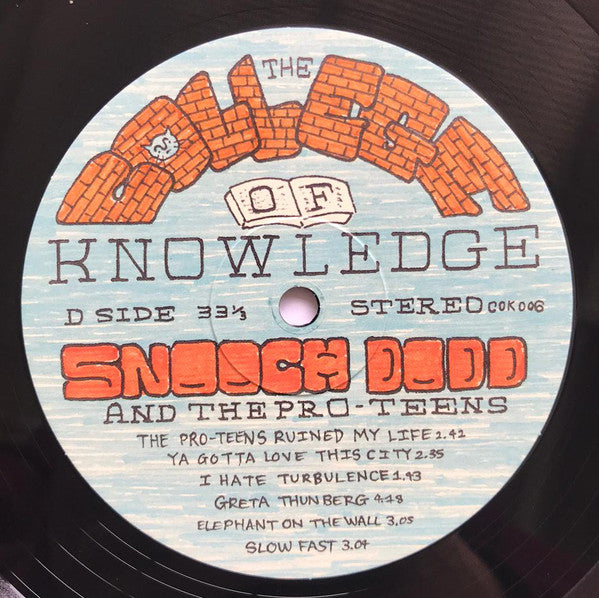 THE
COLLEGE
OF
KNOWLEDGE
D SIDE 33⅓ STEREO COK006
SNOOCH DODD
AND THE PRO-TEENS
THE PRO-TEENS RUINED MY LIFE 2.42
YA GOTTA LOVE THIS CITY 2.35
I HATE TURBULENCE 1.43
GRETA THUNBERG 4.18
ELEPHANT ON THE WALL 3.05
SLOW FAST 3.04